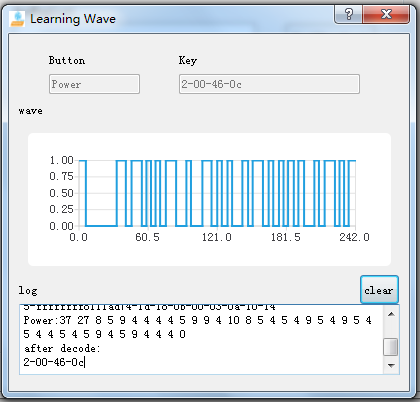 Learning Wave
Button Key
Power 2-00-46-0c
wave
1.00
0.75
0.50
0.25
0.00
0.0 60.5 121.0 181.5 242.0
log clear
Power:37 27 8 5 9 4 4 4 4 5 9 9 4 10 8 5 4 5 4 9 5 4 9 5 4
5 4 4 5 4 5 9 4 5 9 4 4 4 0
after decode:
2-00-46-0c